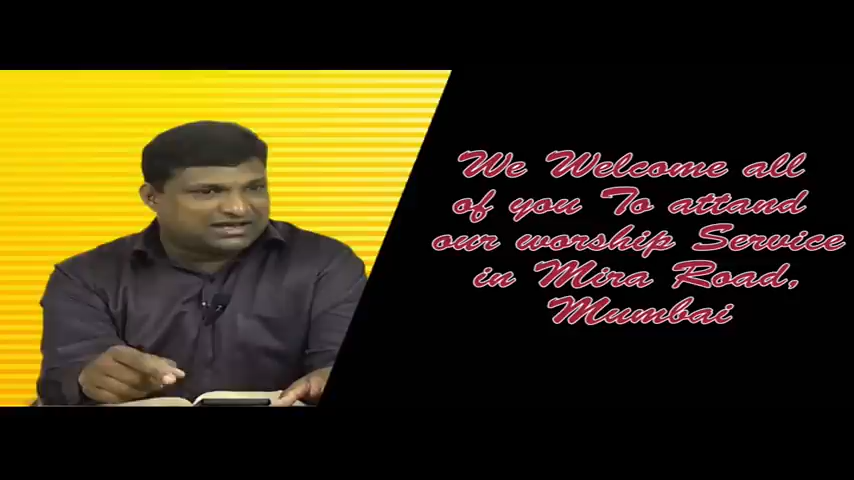 We Welcome all
of you To attand
our worship Service
in Mira Road,
Mumbai